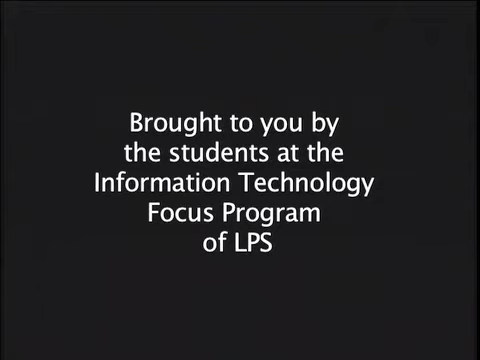 Brought to you by
the students at the
Information Technology
Focus Program
of LPS